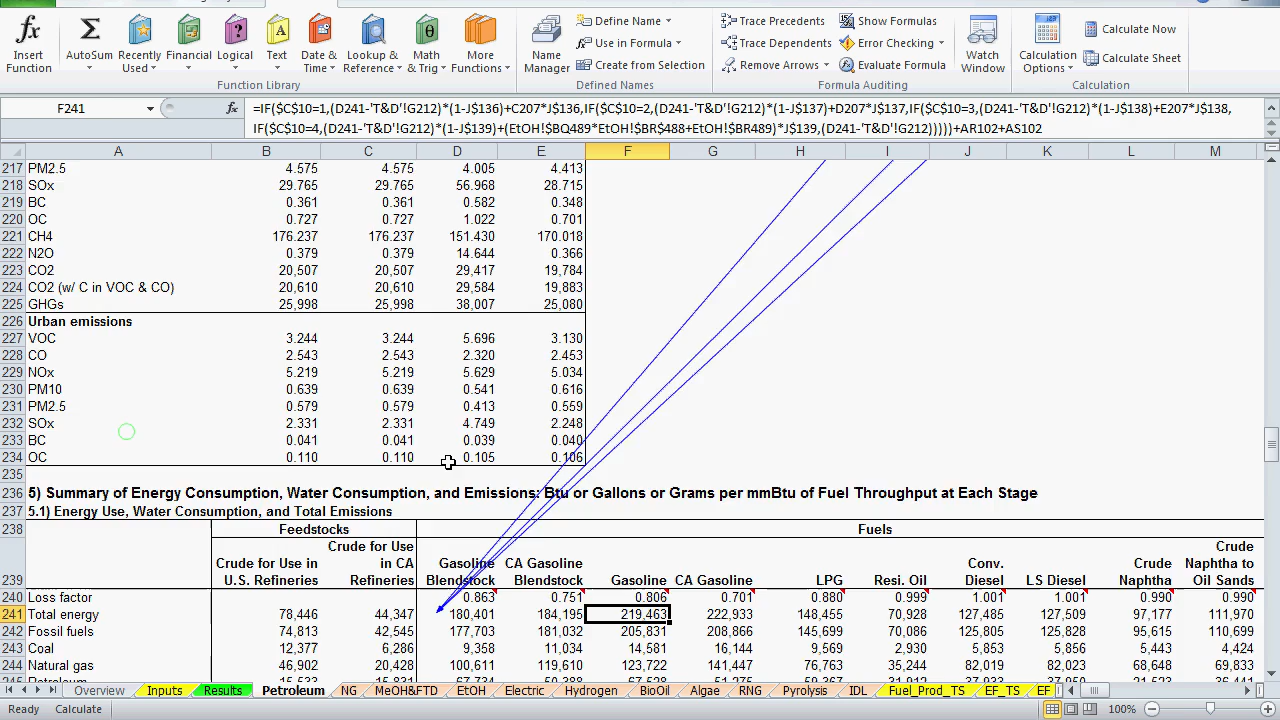 Insert
Function
AutoSum
Recently
Used
Financial
Logical
Text
Date &
Time
Lookup &
Reference
Math
& Trig
More
Functions
Function Library
Name
Manager
Define Name
Use in Formula
Create from Selection
Defined Names
Trace Precedents
Trace Dependents
Remove Arrows
Show Formulas
Error Checking
Evaluate Formula
Formula Auditing
Watch
Window
Calculation
Options
Calculate Now
Calculate Sheet
Calculation
F241
fx
=IF($C$10=1,(D241-'T&D'!G212)*(1-J$136)+C207*J$136,IF($C$10=2,(D241-'T&D'!G212)*(1-J$137)+D207*J$137,IF($C$10=3,(D241-'T&D'!G212)*(1-J$138)+E207*J$138,
IF($C$10=4,(D241-'T&D'!G212)*(1-J$139)+(EtOH!$BQ489*EtOH!$BR$488+EtOH!$BR489)*J$139,(D241-'T&D'!G212)))))+AR102+AS102
A B C D E F G H I J K L M
217 PM2.5 4.575 4.575 4.005 4.413
218 SOx 29.765 29.765 56.968 28.715
219 BC 0.361 0.361 0.582 0.348
220 OC 0.727 0.727 1.022 0.701
221 CH4 176.237 176.237 151.430 170.018
222 N2O 0.379 0.379 14.644 0.366
223 CO2 20,507 20,507 29,417 19,784
224 CO2 (w/ C in VOC & CO) 20,610 20,610 29,584 19,883
225 GHGs 25,998 25,998 38,007 25,080
226 Urban emissions
227 VOC 3.244 3.244 5.696 3.130
228 CO 2.543 2.543 2.320 2.453
229 NOx 5.219 5.219 5.629 5.034
230 PM10 0.639 0.639 0.541 0.616
231 PM2.5 0.579 0.579 0.413 0.559
232 SOx 2.331 2.331 4.749 2.248
233 BC 0.041 0.041 0.039 0.040
234 OC 0.110 0.110 0.105 0.106
235
236 5) Summary of Energy Consumption, Water Consumption, and Emissions: Btu or Gallons or Grams per mmBtu of Fuel Throughput at Each Stage
237 5.1) Energy Use, Water Consumption, and Total Emissions
238 Feedstocks Fuels
239 Crude for Use in
U.S. Refineries
Crude for Use
in CA
Refineries
Gasoline
Blendstock
CA Gasoline
Blendstock
Gasoline
CA Gasoline
LPG
Resi. Oil
Conv.
Diesel
LS Diesel
Crude
Naphtha
Crude
Naphtha to
Oil Sands
240 Loss factor 0.863 0.751 0.806 0.701 0.880 0.999 1.001 1.001 0.990 0.990
241 Total energy 78,446 44,347 180,401 184,195 219,463 222,933 148,455 70,928 127,485 127,509 97,177 111,970
242 Fossil fuels 74,813 42,545 177,703 181,032 205,831 208,866 145,699 70,086 125,805 125,828 95,615 110,699
243 Coal 12,377 6,286 9,358 11,034 14,581 16,144 9,569 2,930 5,852 5,863 5,443 4,424
244 Natural gas 46,902 20,428 100,611 119,610 123,722 141,447 76,763 35,244 82,019 82,023 68,648 69,833
Overview Inputs Results Petroleum NG MeOH&FTD EtOH Electric Hydrogen BioOil Algae RNG Pyrolysis IDL Fuel_Prod_TS EF_TS EF
Ready Calculate 100%